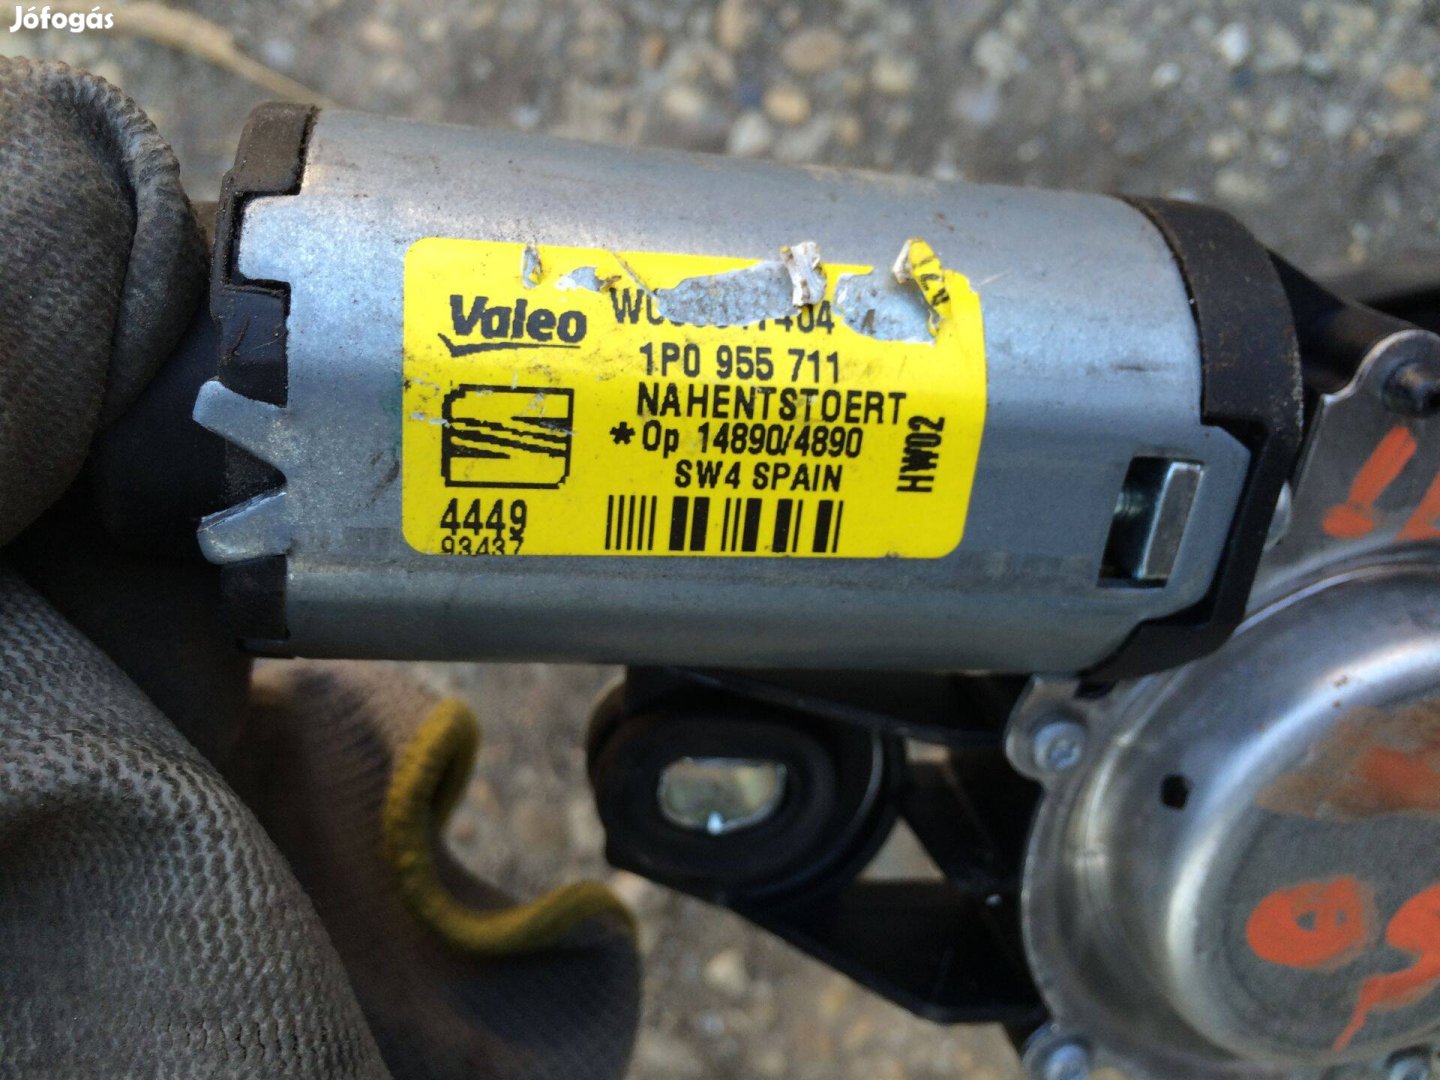 Jófogás
Valeo
1P0 955 711
NAHENTSTOERT
*Op 14890/4890
SW4 SPAIN
HW02
4449
93437